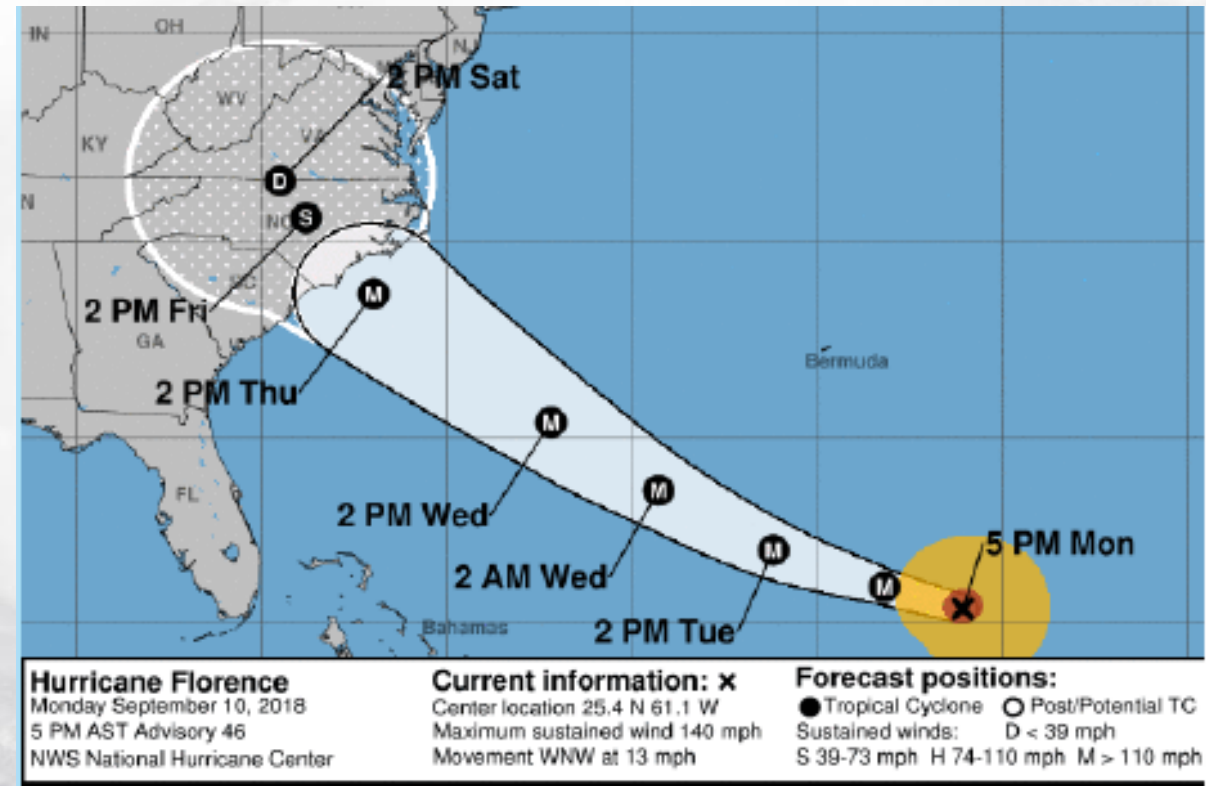 OH
IN
NJ
2 PM Sat
WV
KY
VA
D
N
NC
S
SC
M
2 PM Fri
GA
Bermuda
2 PM Thu
M
FL
M
2 PM Wed
5 PM Mon
M
2 AM Wed
M
2 PM Tue
Bahamas
Hurricane Florence
Monday September 10, 2018
5 PM AST Advisory 46
NWS National Hurricane Center
Current information: x
Center location 25.4 N 61.1 W
Maximum sustained wind 140 mph
Movement WNW at 13 mph
Forecast positions:
Tropical Cyclone Post/Potential TC
Sustained winds: D < 39 mph
S 39-73 mph H 74-110 mph M > 110 mph